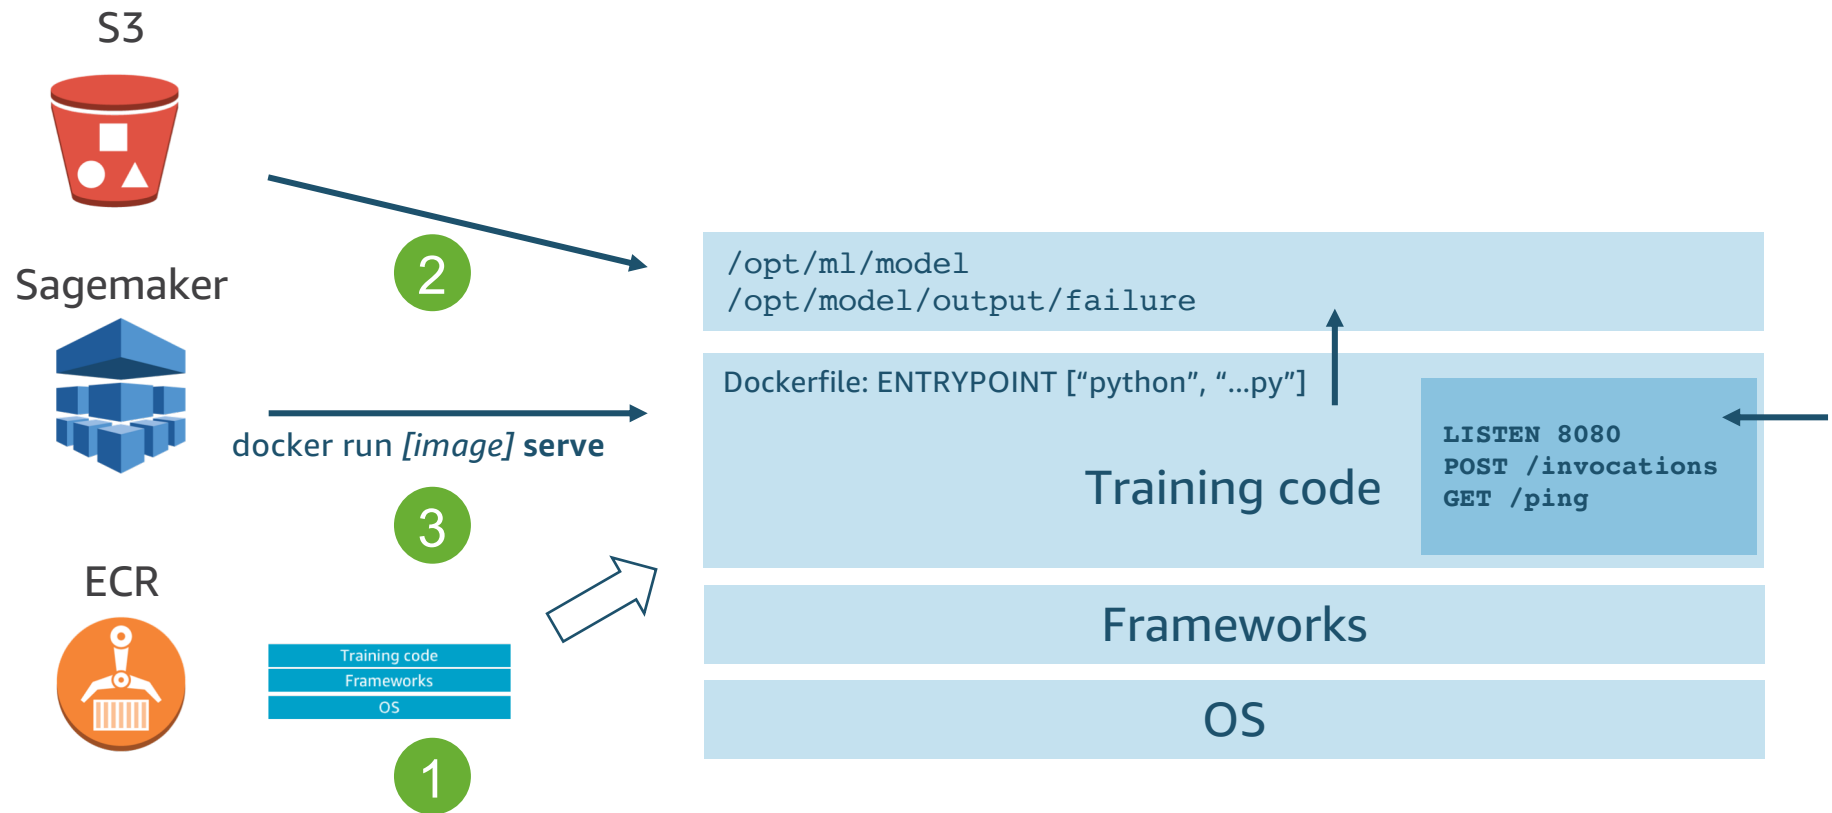 S3
2
/opt/ml/model
/opt/model/output/failure
Sagemaker
docker run [image] serve
3
Dockerfile: ENTRYPOINT [“python”, “...py”]
Training code
LISTEN 8080
POST /invocations
GET /ping
ECR
Training code
Frameworks
OS
1
Frameworks
OS